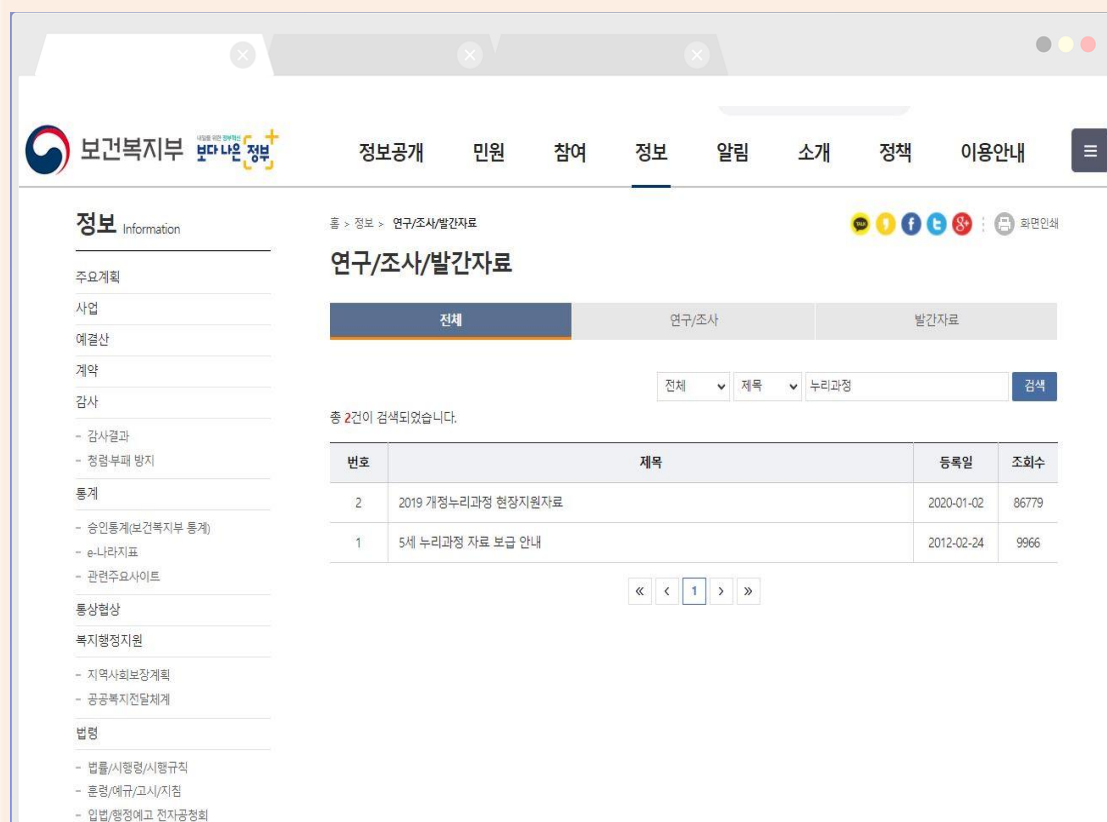 보건복지부
내일을 위한 정부혁신
보다 나은 정부
정보공개 민원 참여 정보 알림 소개 정책 이용안내
정보 Information
주요계획
사업
예결산
계약
감사
- 감사결과
- 청렴·부패 방지
통계
- 승인통계(보건복지부 통계)
- e-나라지표
- 관련주요사이트
통상협상
복지행정지원
- 지역사회보장계획
- 공공복지전달체계
법령
- 법률/시행령/시행규칙
- 훈령/예규/고시/지침
- 입법/행정예고 전자공청회
홈 > 정보 > 연구/조사/발간자료
화면인쇄
연구/조사/발간자료
전체 연구/조사 발간자료
전체 제목 누리과정 검색
총 2건이 검색되었습니다.
번호 제목 등록일 조회수
2 2019 개정누리과정 현장지원자료 2020-01-02 86779
1 5세 누리과정 자료 보급 안내 2012-02-24 9966
« < 1 > »